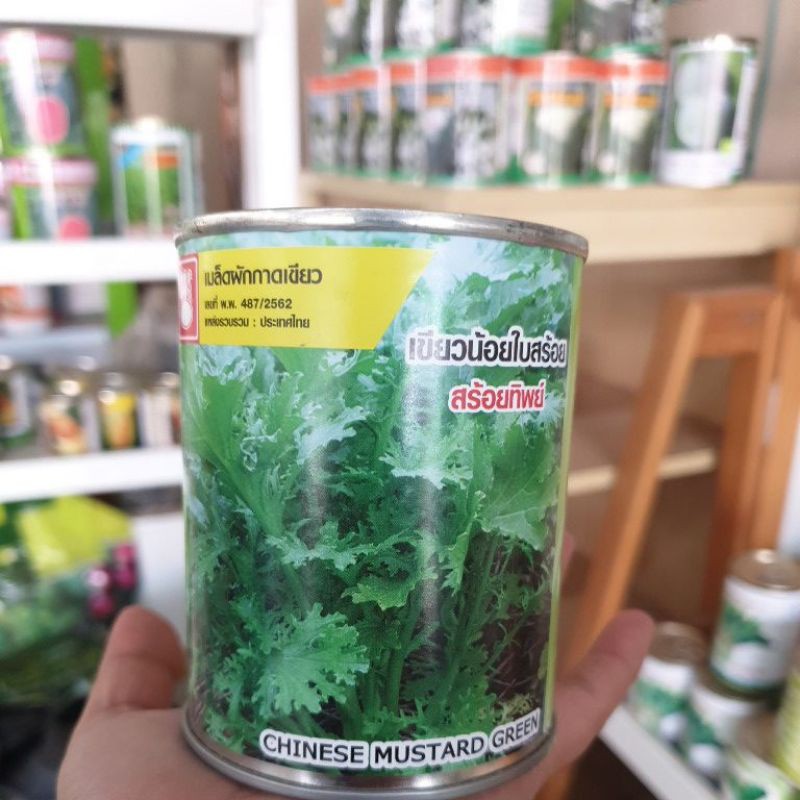 เมล็ดผักกาดเขียว
เลขที่ พ.พ. 487/2562
แหล่งรวบรวม : ประเทศไทย
เขียวน้อยใบสร้อย
สร้อยทิพย์
CHINESE MUSTARD GREEN